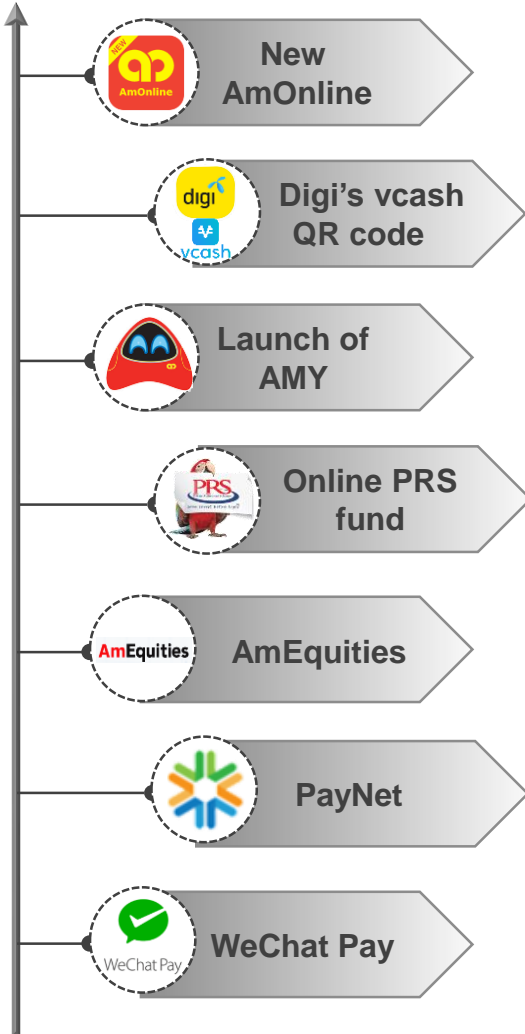 NEW
AmOnline
New
AmOnline
digi
vcash
Digi's vcash
QR code
Launch of
AMY
PRS
Online PRS
fund
AmEquities
AmEquities
PayNet
WeChat Pay
WeChat Pay